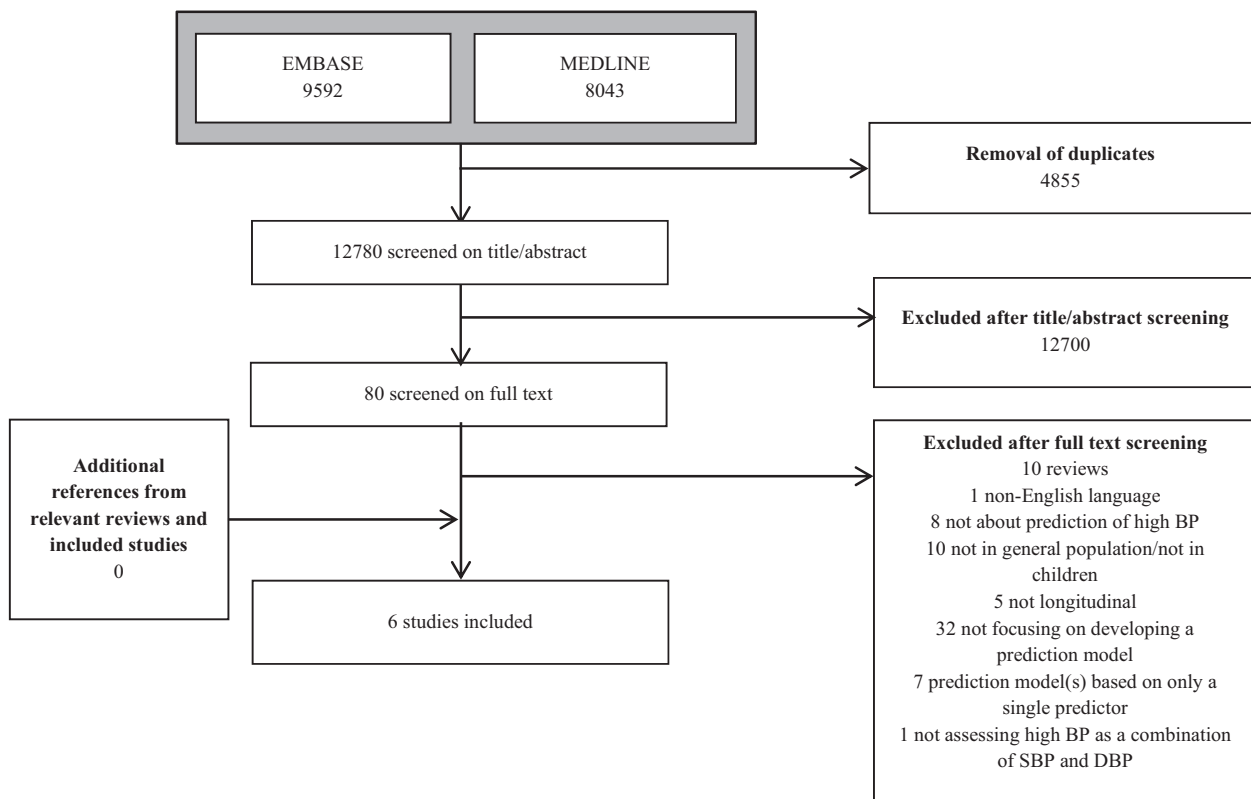 EMBASE
9592
MEDLINE
8043
Removal of duplicates
4855
12780 screened on title/abstract
Excluded after title/abstract screening
12700
80 screened on full text
Additional
references from
relevant reviews and
included studies
0
Excluded after full text screening
10 reviews
1 non-English language
8 not about prediction of high BP
10 not in general population/not in
children
5 not longitudinal
32 not focusing on developing a
prediction model
7 prediction model(s) based on only a
single predictor
1 not assessing high BP as a combination
of SBP and DBP
6 studies included